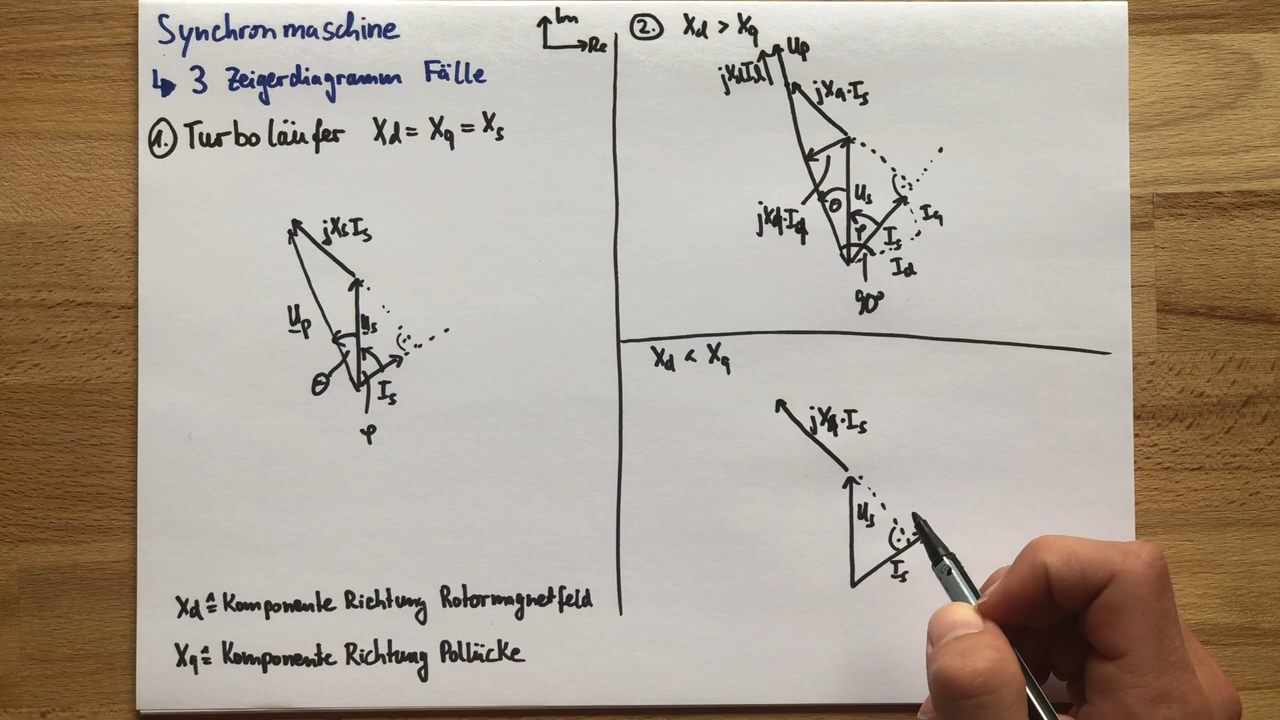 Synchronmaschine
↳ 3 Zeigerdiagramm Fälle
Im
Re
1. Turboläufer Xd = Xq = Xs
jXsIs
Up
Us
Θ
Is
φ
Xd ≙ Komponente Richtung Rotormagnetfeld
Xq ≙ Komponente Richtung Pollücke
2. Xd > Xq
Up
jXdId
jXq·Is
Us
Θ
jXq·Iq
φ
Is
Iq
Id
90°
Xd < Xq
jXq·Is
Us
Is